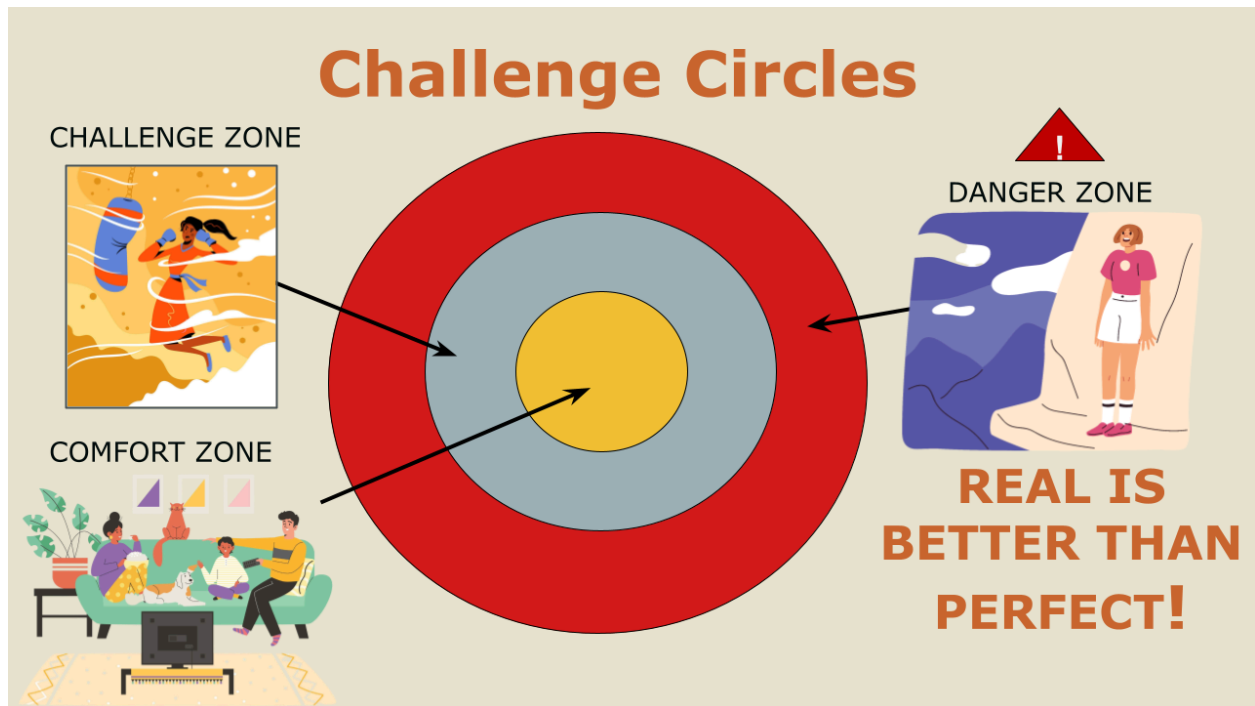 Challenge Circles
CHALLENGE ZONE
!
DANGER ZONE
COMFORT ZONE
REAL IS
BETTER THAN
PERFECT!